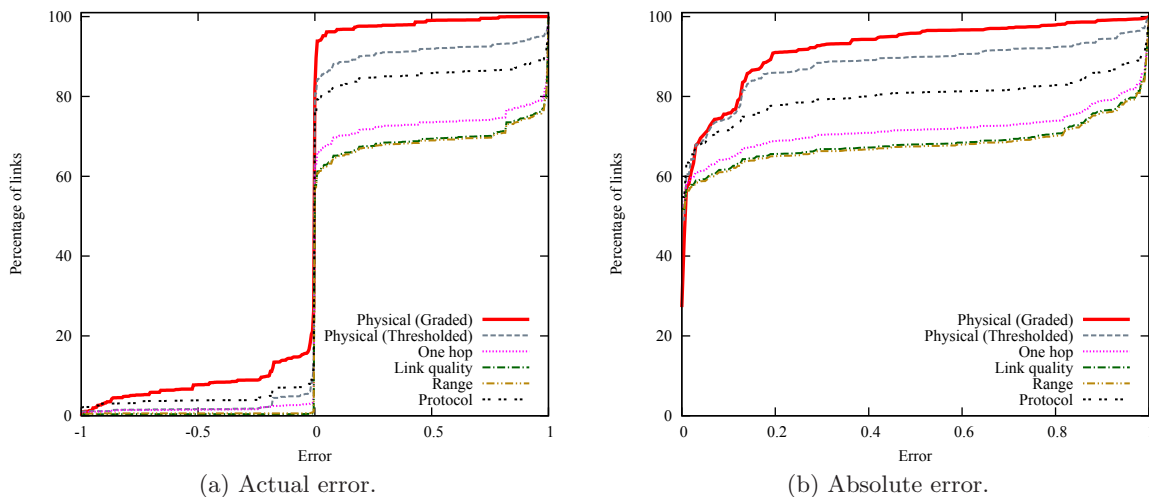 100
80
60
40
20
0
Percentage of links
Physical (Graded)
Physical (Thresholded)
One hop
Link quality
Range
Protocol
-1 -0.5 0 0.5 1
Error
(a) Actual error.
100
80
60
40
20
0
Percentage of links
Physical (Graded)
Physical (Thresholded)
One hop
Link quality
Range
Protocol
0 0.2 0.4 0.6 0.8
Error
(b) Absolute error.